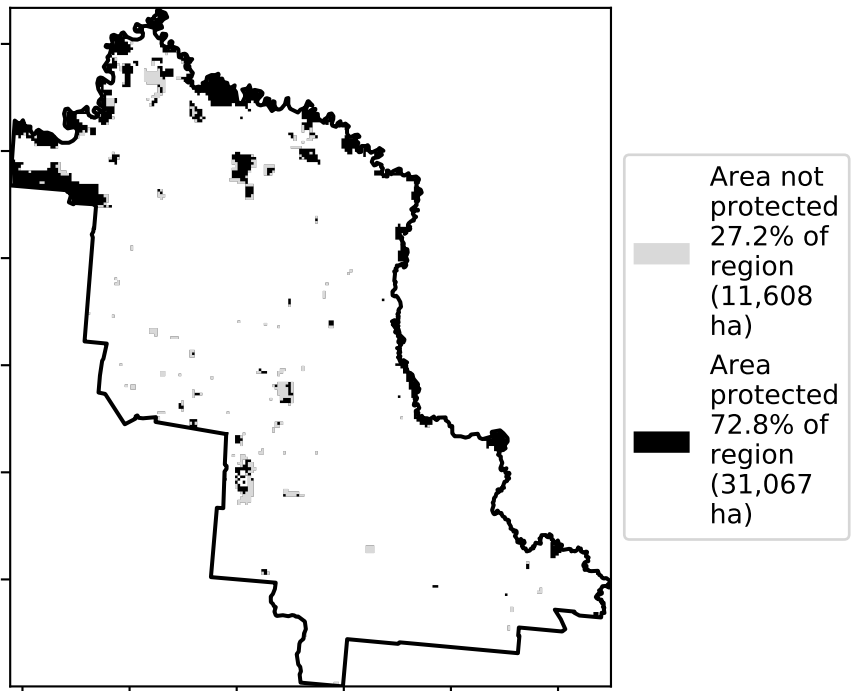 Area not
protected
27.2% of
region
(11,608
ha)
Area
protected
72.8% of
region
(31,067
ha)